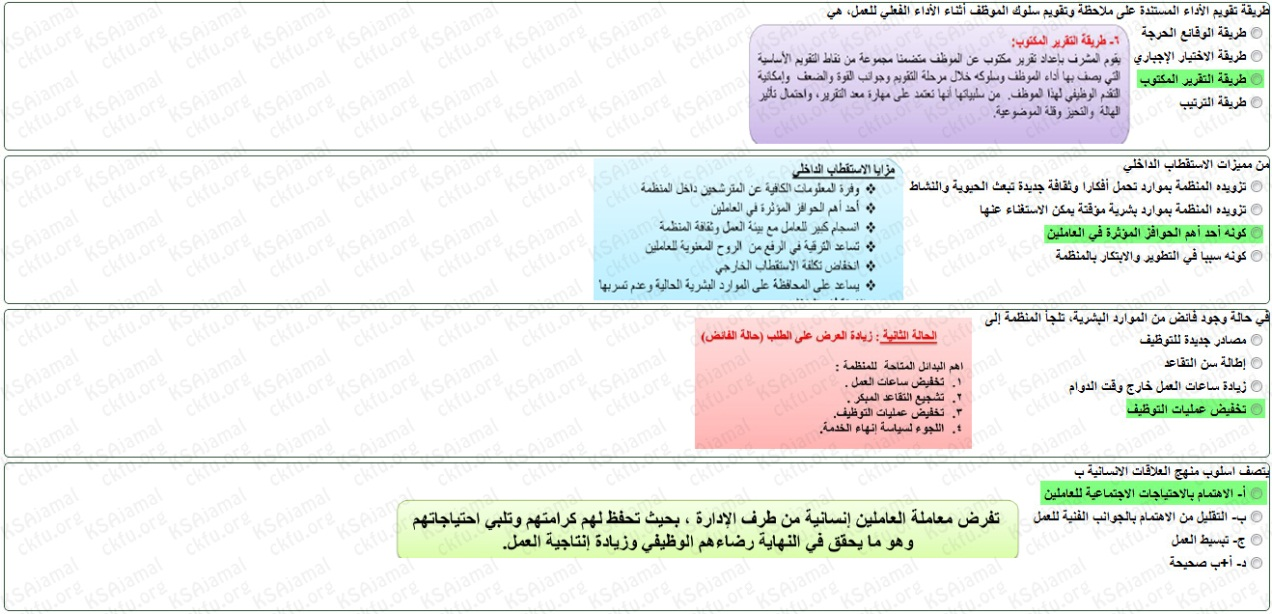 طريقة تقويم الأداء المستندة على ملاحظة وتقويم سلوك الموظف أثناء الأداء الفعلي للعمل، هي
طريقة الوقائع الحرجة
طريقة الاختيار الإجباري
طريقة التقرير المكتوب
طريقة الترتيب
٦- طريقة التقرير المكتوب:
يقوم المشرف بإعداد تقرير مكتوب عن الموظف متضمنا مجموعة من نقاط التقويم الأساسية
التي يصف بها أداء الموظف وسلوكه خلال مرحلة التقويم وجوانب القوة والضعف وإمكانية
التقدم الوظيفي لهذا الموظف. من سلبياتها أنها تعتمد على مهارة معد التقرير، واحتمال تأثير
الهالة والتحيز وقلة الموضوعية.
من مميزات الاستقطاب الداخلي
تزويده المنظمة بموارد تحمل أفكارا وثقافة جديدة تبعث الحيوية والنشاط
تزويده المنظمة بموارد بشرية مؤقتة يمكن الاستغناء عنها
كونه أحد أهم الحوافز المؤثرة في العاملين
كونه سببا في التطوير والابتكار بالمنظمة
مزايا الاستقطاب الداخلي
❖ وفرة المعلومات الكافية عن المترشحين داخل المنظمة
❖ أحد أهم الحوافز المؤثرة في العاملين
❖ انسجام كبير للعامل مع بيئة العمل وثقافة المنظمة
❖ تساعد الترقية في الرفع من الروح المعنوية للعاملين
❖ انخفاض تكلفة الاستقطاب الخارجي
❖ يساعد على المحافظة على الموارد البشرية الحالية وعدم تسربها
في حالة وجود فائض من الموارد البشرية، تلجأ المنظمة إلى
مصادر جديدة للتوظيف
إطالة سن التقاعد
زيادة ساعات العمل خارج وقت الدوام
تخفيض عمليات التوظيف
الحالة الثانية : زيادة العرض على الطلب (حالة الفائض)
اهم البدائل المتاحة للمنظمة :
١. تخفيض ساعات العمل .
٢. تشجيع التقاعد المبكر .
٣. تخفيض عمليات التوظيف.
٤. اللجوء لسياسة إنهاء الخدمة.
يتصف اسلوب منهج العلاقات الانسانية ب
أ- الاهتمام بالاحتياجات الاجتماعية للعاملين
ب- التقليل من الاهتمام بالجوانب الفنية للعمل
ج- تبسيط العمل
د- أ+ب صحيحة
تفرض معاملة العاملين إنسانية من طرف الإدارة ، بحيث تحفظ لهم كرامتهم وتلبي احتياجاتهم
وهو ما يحقق في النهاية رضاءهم الوظيفي وزيادة إنتاجية العمل.
KSAjamal
ckfu.org